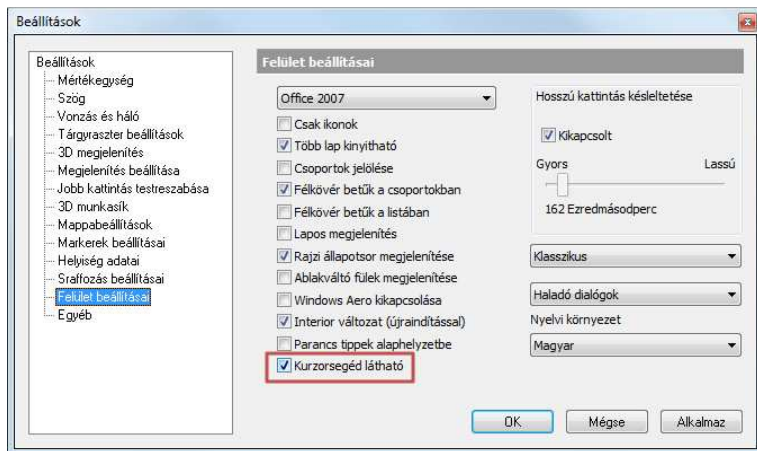 Beállítások
Beállítások
Mértékegység
Szög
Vonzás és háló
Tárgyraszter beállítások
3D megjelenítés
Megjelenítés beállítása
Jobb kattintás testreszabása
3D munkasík
Mappabeállítások
Markerek beállításai
Helyiség adatai
Sraffozás beállításai
Felület beállításai
Egyéb
Felület beállításai
Office 2007
Csak ikonok
Több lap kinyitható
Csoportok jelölése
Félkövér betűk a csoportokban
Félkövér betűk a listában
Lapos megjelenítés
Rajzi állapotsor megjelenítése
Ablakváltó fülek megjelenítése
Windows Aero kikapcsolása
Interior változat (újraindítással)
Parancs tippek alaphelyzetbe
Kurzorsegéd látható
Hosszú kattintás késleltetése
Kikapcsolt
Gyors Lassú
162 Ezredmásodperc
Klasszikus
Haladó dialógok
Nyelvi környezet
Magyar
OK Mégse Alkalmaz